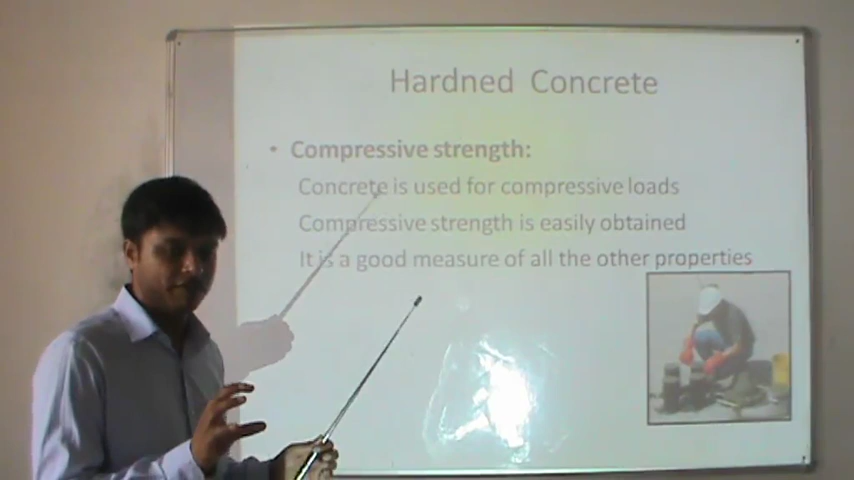 Hardned Concrete
• Compressive strength:
Concrete is used for compressive loads
Compressive strength is easily obtained
It is a good measure of all the other properties